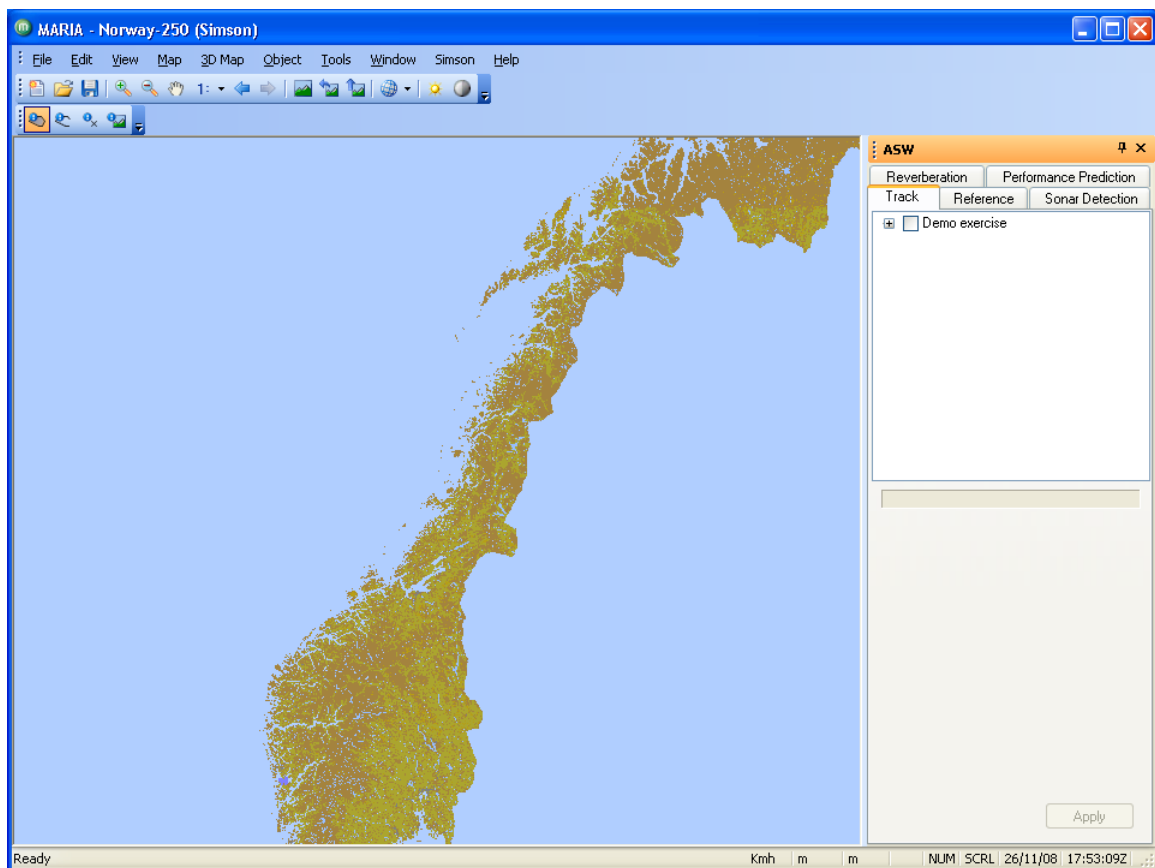 MARIA - Norway-250 (Simson)
File Edit View Map 3D Map Object Tools Window Simson Help
1:
ASW
Reverberation Performance Prediction
Track Reference Sonar Detection
Demo exercise
Apply
Ready Kmh m m NUM SCRL 26/11/08 17:53:09Z